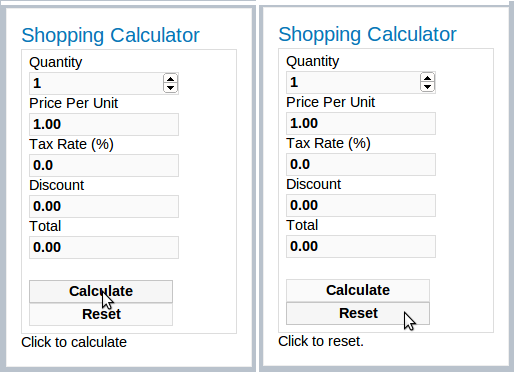 Shopping Calculator
Quantity
1
Price Per Unit
1.00
Tax Rate (%)
0.0
Discount
0.00
Total
0.00
Calculate
Reset
Click to calculate
Shopping Calculator
Quantity
1
Price Per Unit
1.00
Tax Rate (%)
0.0
Discount
0.00
Total
0.00
Calculate
Reset
Click to reset.